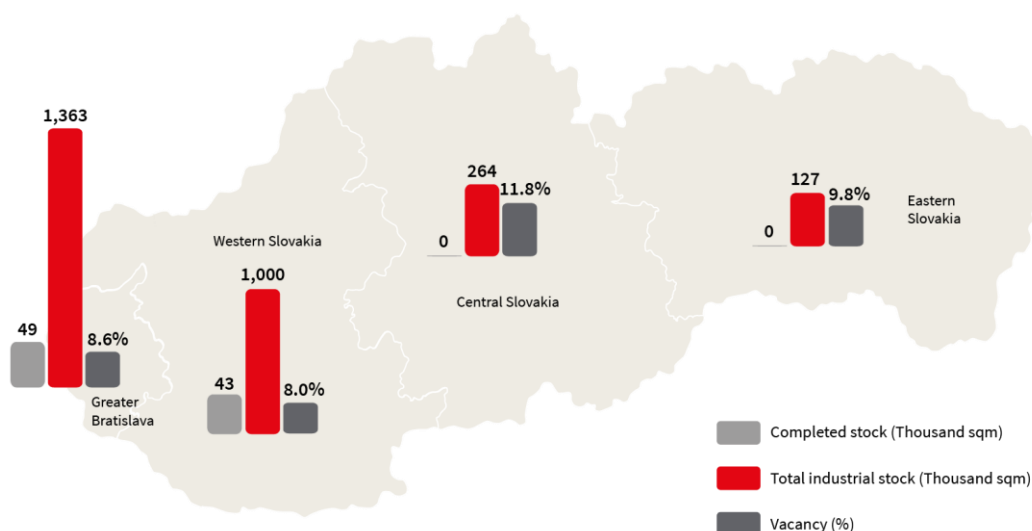 1,363
49
8.6%
Greater
Bratislava
Western Slovakia
1,000
43
8.0%
264
11.8%
0
Central Slovakia
127
9.8%
0
Eastern
Slovakia
Completed stock (Thousand sqm)
Total industrial stock (Thousand sqm)
Vacancy (%)